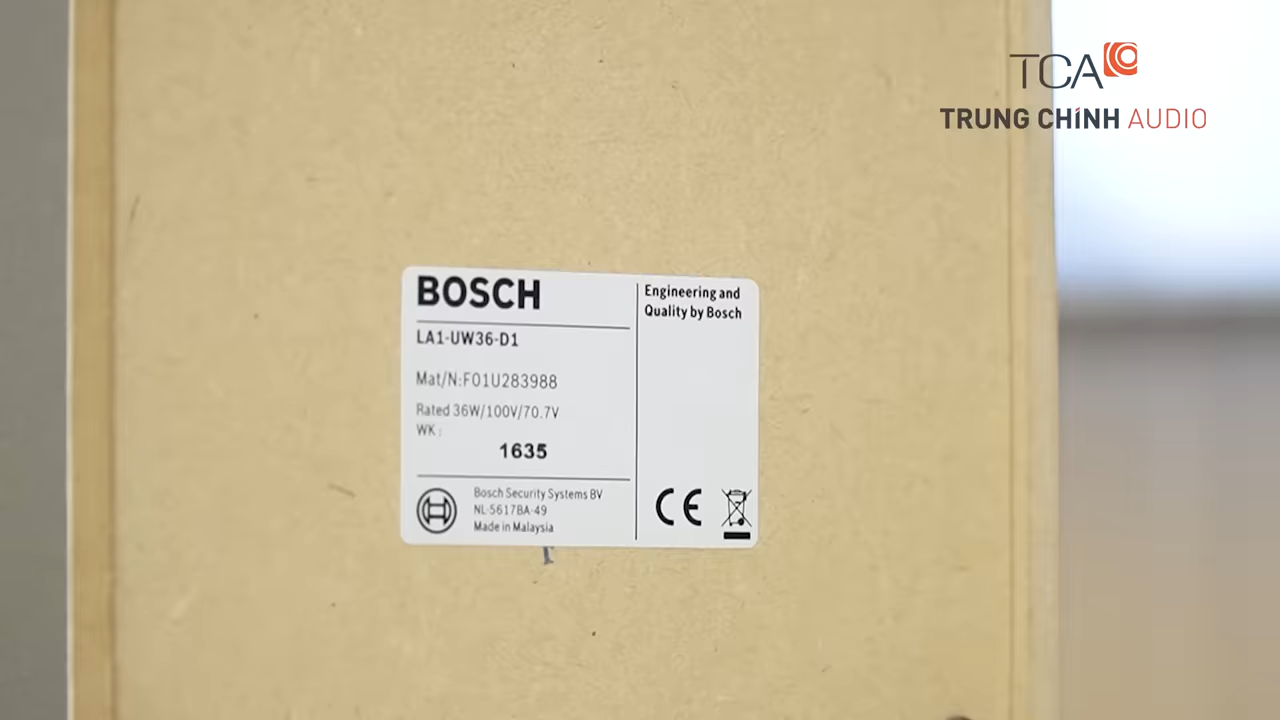 TCA
TRUNG CHÍNH AUDIO
BOSCH
LA1-UW36-D1
Mat/N:F01U283988
Rated 36W/100V/70.7V
WK:
1635
Bosch Security Systems BV
NL-5617BA-49
Made in Malaysia
Engineering and
Quality by Bosch
CE